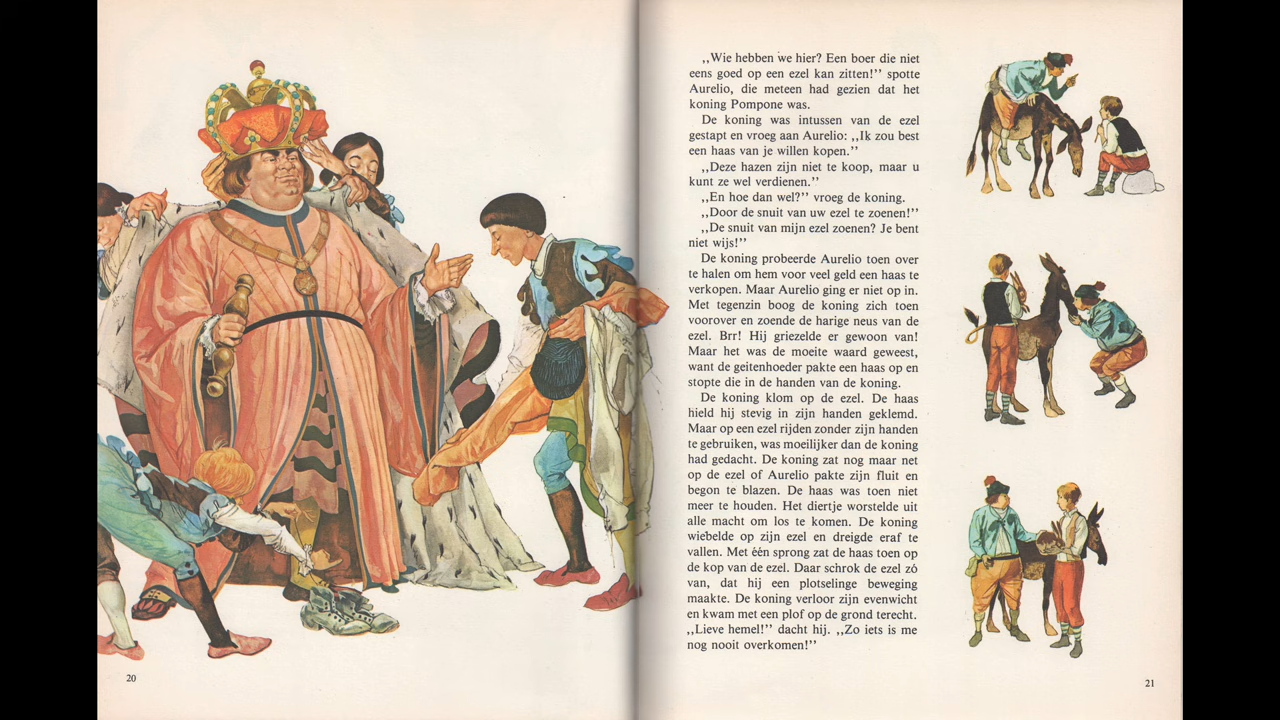 ,,Wie hebben we hier? Een boer die niet
eens goed op een ezel kan zitten!'' spotte
Aurelio, die meteen had gezien dat het
koning Pompone was.
De koning was intussen van de ezel
gestapt en vroeg aan Aurelio: ,,Ik zou best
een haas van je willen kopen.''
,,Deze hazen zijn niet te koop, maar u
kunt ze wel verdienen.''
,,En hoe dan wel?'' vroeg de koning.
,,Door de snuit van uw ezel te zoenen!''
,,De snuit van mijn ezel zoenen? Je bent
niet wijs!''
De koning probeerde Aurelio toen over
te halen om hem voor veel geld een haas te
verkopen. Maar Aurelio ging er niet op in.
Met tegenzin boog de koning zich toen
voorover en zoende de harige neus van de
ezel. Brr! Hij griezelde er gewoon van!
Maar het was de moeite waard geweest,
want de geitenhoeder pakte een haas op en
stopte die in de handen van de koning.
De koning klom op de ezel. De haas
hield hij stevig in zijn handen geklemd.
Maar op een ezel rijden zonder zijn handen
te gebruiken, was moeilijker dan de koning
had gedacht. De koning zat nog maar net
op de ezel of Aurelio pakte zijn fluit en
begon te blazen. De haas was toen niet
meer te houden. Het diertje worstelde uit
alle macht om los te komen. De koning
wiebelde op zijn ezel en dreigde eraf te
vallen. Met één sprong zat de haas toen op
de kop van de ezel. Daar schrok de ezel zó
van, dat hij een plotselinge beweging
maakte. De koning verloor zijn evenwicht
en kwam met een plof op de grond terecht.
,,Lieve hemel!'' dacht hij. ,,Zo iets is me
nog nooit overkomen!''
20
21